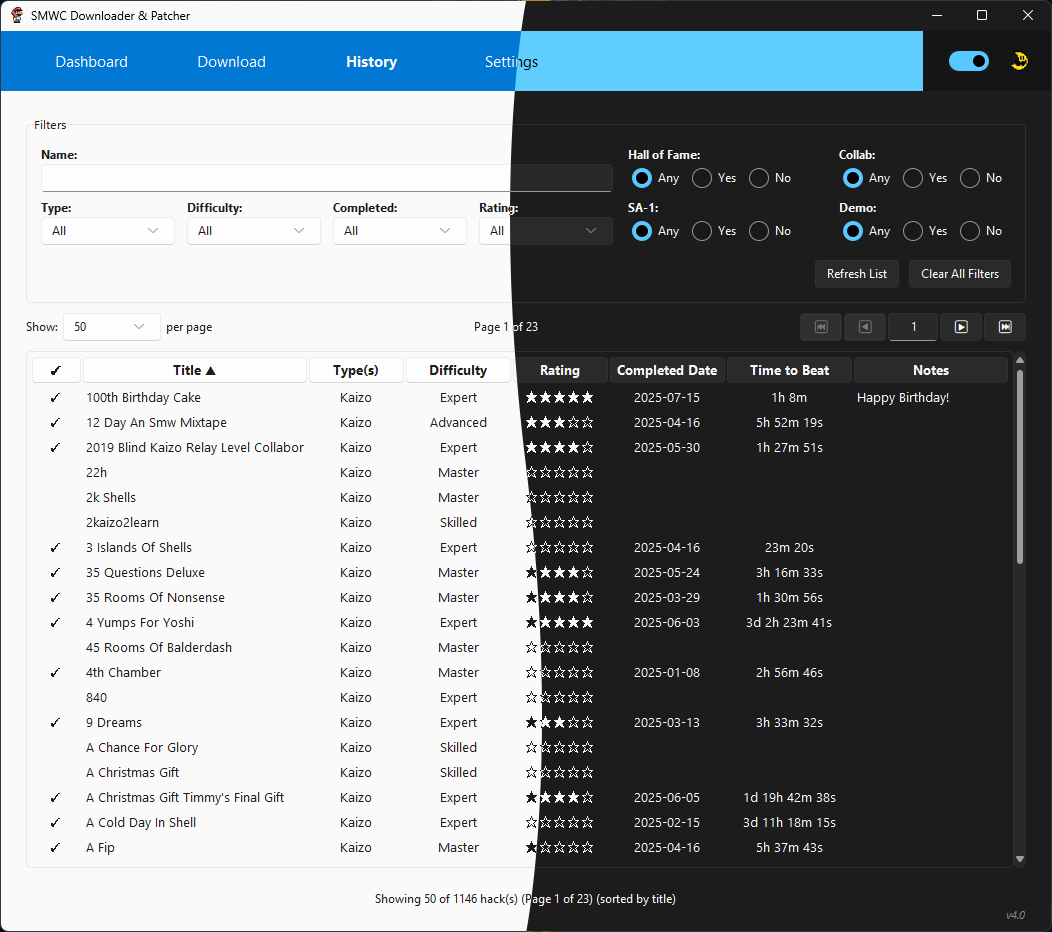 SMWC Downloader & Patcher
Dashboard Download History Settings
Filters
Name: Hall of Fame: Collab:
Any Yes No Any Yes No
Type: Difficulty: Completed: Rating: SA-1: Demo:
All All All All Any Yes No Any Yes No
Refresh List Clear All Filters
Show: 50 per page Page 1 of 23 1
✓ Title ▲ Type(s) Difficulty Rating Completed Date Time to Beat Notes
✓ 100th Birthday Cake Kaizo Expert ★★★★★ 2025-07-15 1h 8m Happy Birthday!
✓ 12 Day An Smw Mixtape Kaizo Advanced ★★★☆☆ 2025-04-16 5h 52m 19s
✓ 2019 Blind Kaizo Relay Level Collabor Kaizo Expert ★★★★☆ 2025-05-30 1h 27m 51s
22h Kaizo Master ☆☆☆☆☆
2k Shells Kaizo Master ☆☆☆☆☆
2kaizo2learn Kaizo Skilled ☆☆☆☆☆
✓ 3 Islands Of Shells Kaizo Expert ☆☆☆☆☆ 2025-04-16 23m 20s
✓ 35 Questions Deluxe Kaizo Master ★★★★☆ 2025-05-24 3h 16m 33s
✓ 35 Rooms Of Nonsense Kaizo Master ★★★★☆ 2025-03-29 1h 30m 56s
✓ 4 Yumps For Yoshi Kaizo Expert ★★★★★ 2025-06-03 3d 2h 23m 41s
45 Rooms Of Balderdash Kaizo Master ☆☆☆☆☆
✓ 4th Chamber Kaizo Master ☆☆☆☆☆ 2025-01-08 2h 56m 46s
840 Kaizo Expert ☆☆☆☆☆
✓ 9 Dreams Kaizo Expert ★★★☆☆ 2025-03-13 3h 33m 32s
A Chance For Glory Kaizo Skilled ☆☆☆☆☆
A Christmas Gift Kaizo Skilled ☆☆☆☆☆
✓ A Christmas Gift Timmy's Final Gift Kaizo Expert ★★★★☆ 2025-06-05 1d 19h 42m 38s
✓ A Cold Day In Shell Kaizo Expert ☆☆☆☆☆ 2025-02-15 3d 11h 18m 15s
✓ A Fip Kaizo Master ★☆☆☆☆ 2025-04-16 5h 37m 43s
Showing 50 of 1146 hack(s) (Page 1 of 23) (sorted by title)
v4.0